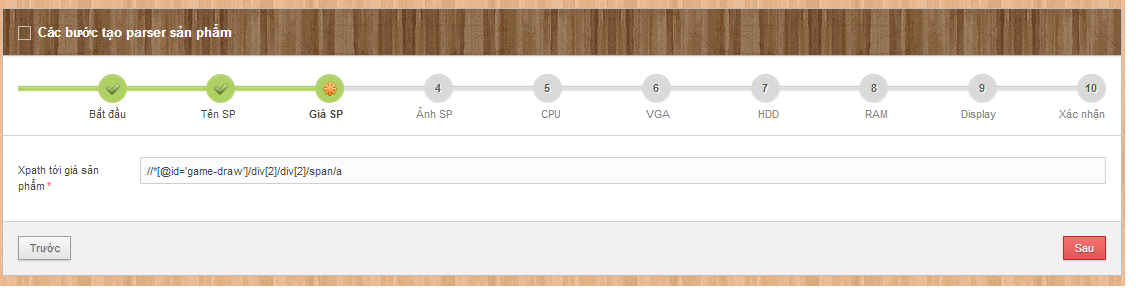 Các bước tạo parser sản phẩm
4 5 6 7 8 9 10
Bắt đầu Tên SP Giá SP Ảnh SP CPU VGA HDD RAM Display Xác nhận
Xpath tới giá sản
phẩm *
//*[@id='game-draw']/div[2]/div[2]/span/a
Trước Sau